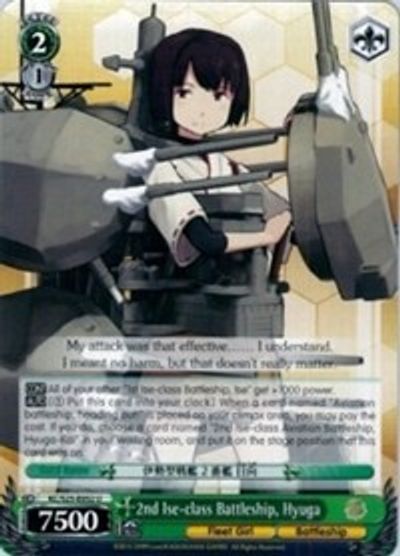 2
1
My attack was that effective...... I understand.
I meant no harm, but that doesn't really matter.
CONT All of your other "1st Ise-class Battleship, Ise" get +1000 power.
AUTO [(3) Put this card into your clock] When a card named "Aviation
battleship, heading out!" is placed on your climax area, you may pay the
cost. If you do, choose a card named "2nd Ise-class Aviation Battleship,
Hyuga-Kai" in your waiting room, and put it on the stage position that this
card was on.
伊勢型戦艦 2番艦 日向
2nd Ise-class Battleship, Hyuga
7500
Fleet Girl
Battleship